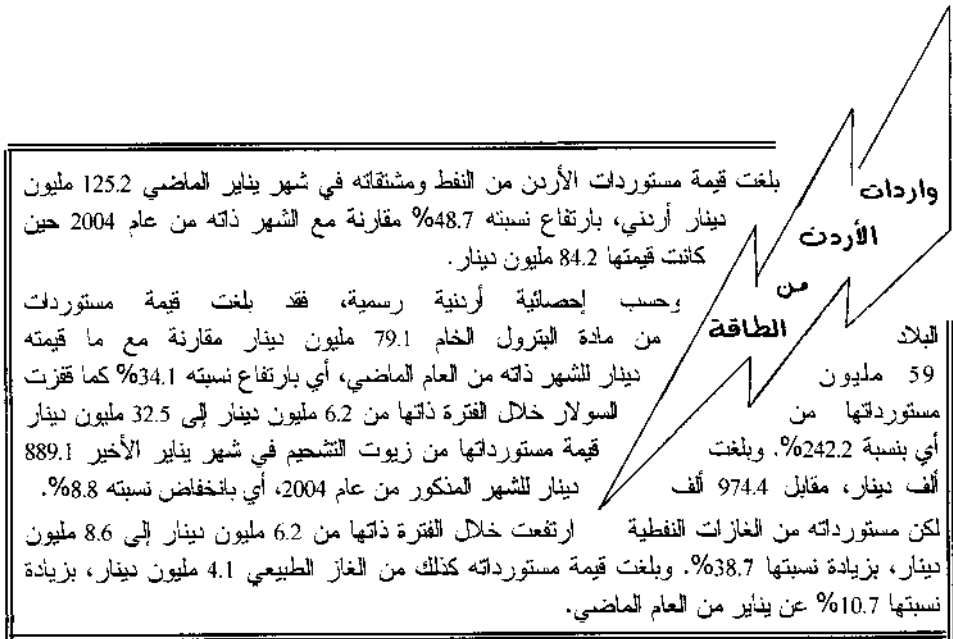 واردات
الأردن
من
الطاقة
بلغت قيمة مستوردات الأردن من النفط ومشتقاته في شهر يناير الماضي 125.2 مليون
دينار أردني، بارتفاع نسبته 48.7% مقارنة مع الشهر ذاته من عام 2004 حين
كانت قيمتها 84.2 مليون دينار.
وحسب إحصائية أردنية رسمية، فقد بلغت قيمة مستوردات
البلاد من مادة البترول الخام 79.1 مليون دينار مقارنة مع ما قيمته
59 مليون دينار للشهر ذاته من العام الماضي، أي بارتفاع نسبته 34.1% كما قفزت
مستورداتها من السولار خلال الفترة ذاتها من 6.2 مليون دينار إلى 32.5 مليون دينار
أي بنسبة 242.2%. وبلغت قيمة مستورداتها من زيوت التشحيم في شهر يناير الأخير 889.1
ألف دينار، مقابل 974.4 ألف دينار للشهر المذكور من عام 2004، أي بانخفاض نسبته 8.8%.
لكن مستورداته من الغازات النفطية ارتفعت خلال الفترة ذاتها من 6.2 مليون دينار إلى 8.6 مليون
دينار، بزيادة نسبتها 38.7%. وبلغت قيمة مستورداته كذلك من الغاز الطبيعي 4.1 مليون دينار، بزيادة
نسبتها 10.7% عن يناير من العام الماضي.